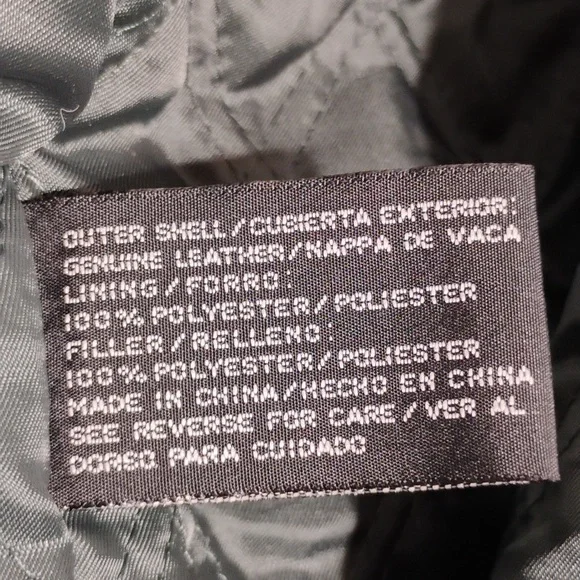 OUTER SHELL/CUBIERTA EXTERIOR:
GENUINE LEATHER/NAPPA DE VACA
LINING/FORRO:
100% POLYESTER/POLIESTER
FILLER/RELLENO:
100% POLYESTER/POLIESTER
MADE IN CHINA/HECHO EN CHINA
SEE REVERSE FOR CARE/VER AL
DORSO PARA CUIDADO